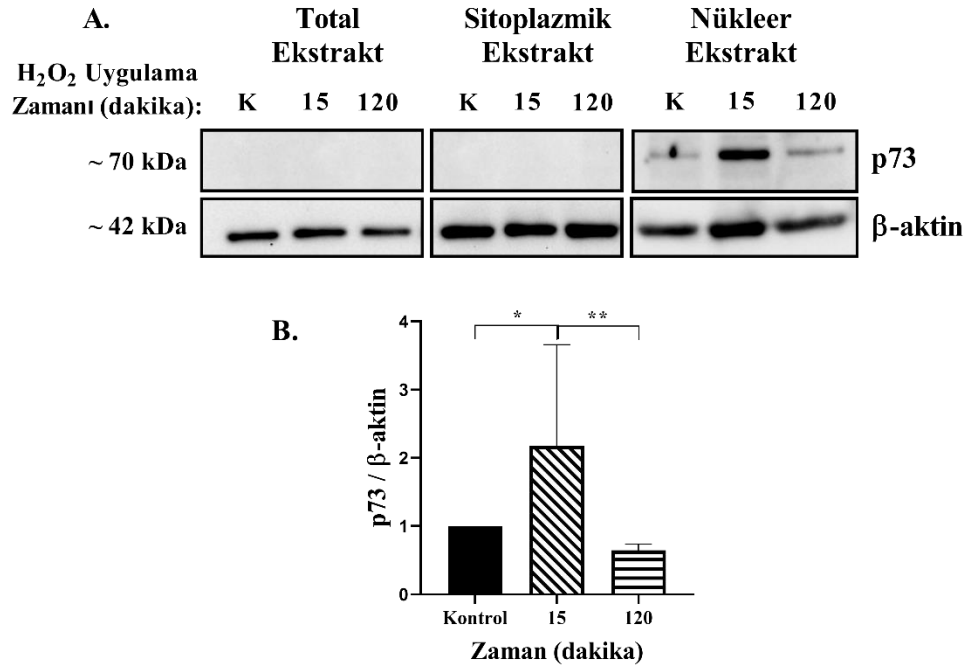 A.
Total
Ekstrakt
Sitoplazmik
Ekstrakt
Nükleer
Ekstrakt
H₂O₂ Uygulama
Zamanı (dakika):
K 15 120 K 15 120 K 15 120
~ 70 kDa
p73
~ 42 kDa
β-aktin
B.
* **
4
3
2
1
0
p73 / β-aktin
Kontrol 15 120
Zaman (dakika)